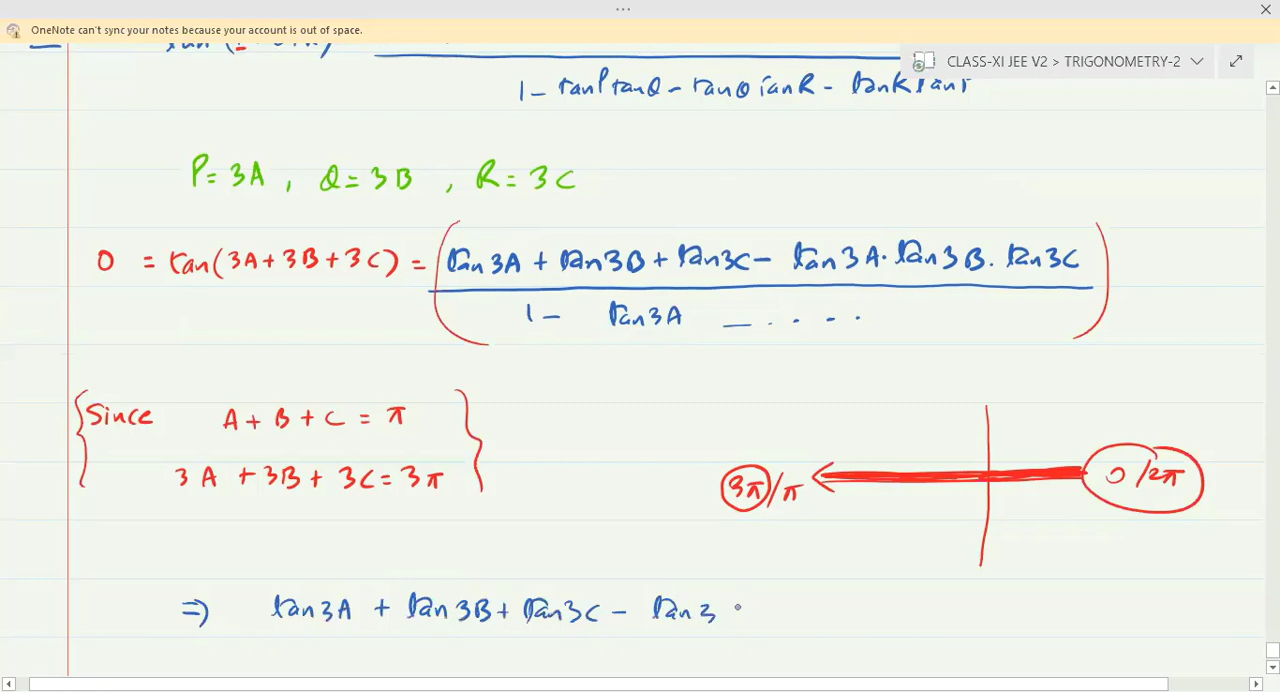 OneNote can't sync your notes because your account is out of space.
CLASS-XI JEE V2 > TRIGONOMETRY-2
1 - tanP tanQ - tanQ tanR - tanR tanP
P = 3A , Q = 3B , R = 3C
0 = tan(3A + 3B + 3C) = tan3A + tan3B + tan3C - tan3A · tan3B · tan3C
1 - tan3A _ . . . .
Since A + B + C = π
3A + 3B + 3C = 3π
3π/π
0/2π
⇒ tan3A + tan3B + tan3C - tan3